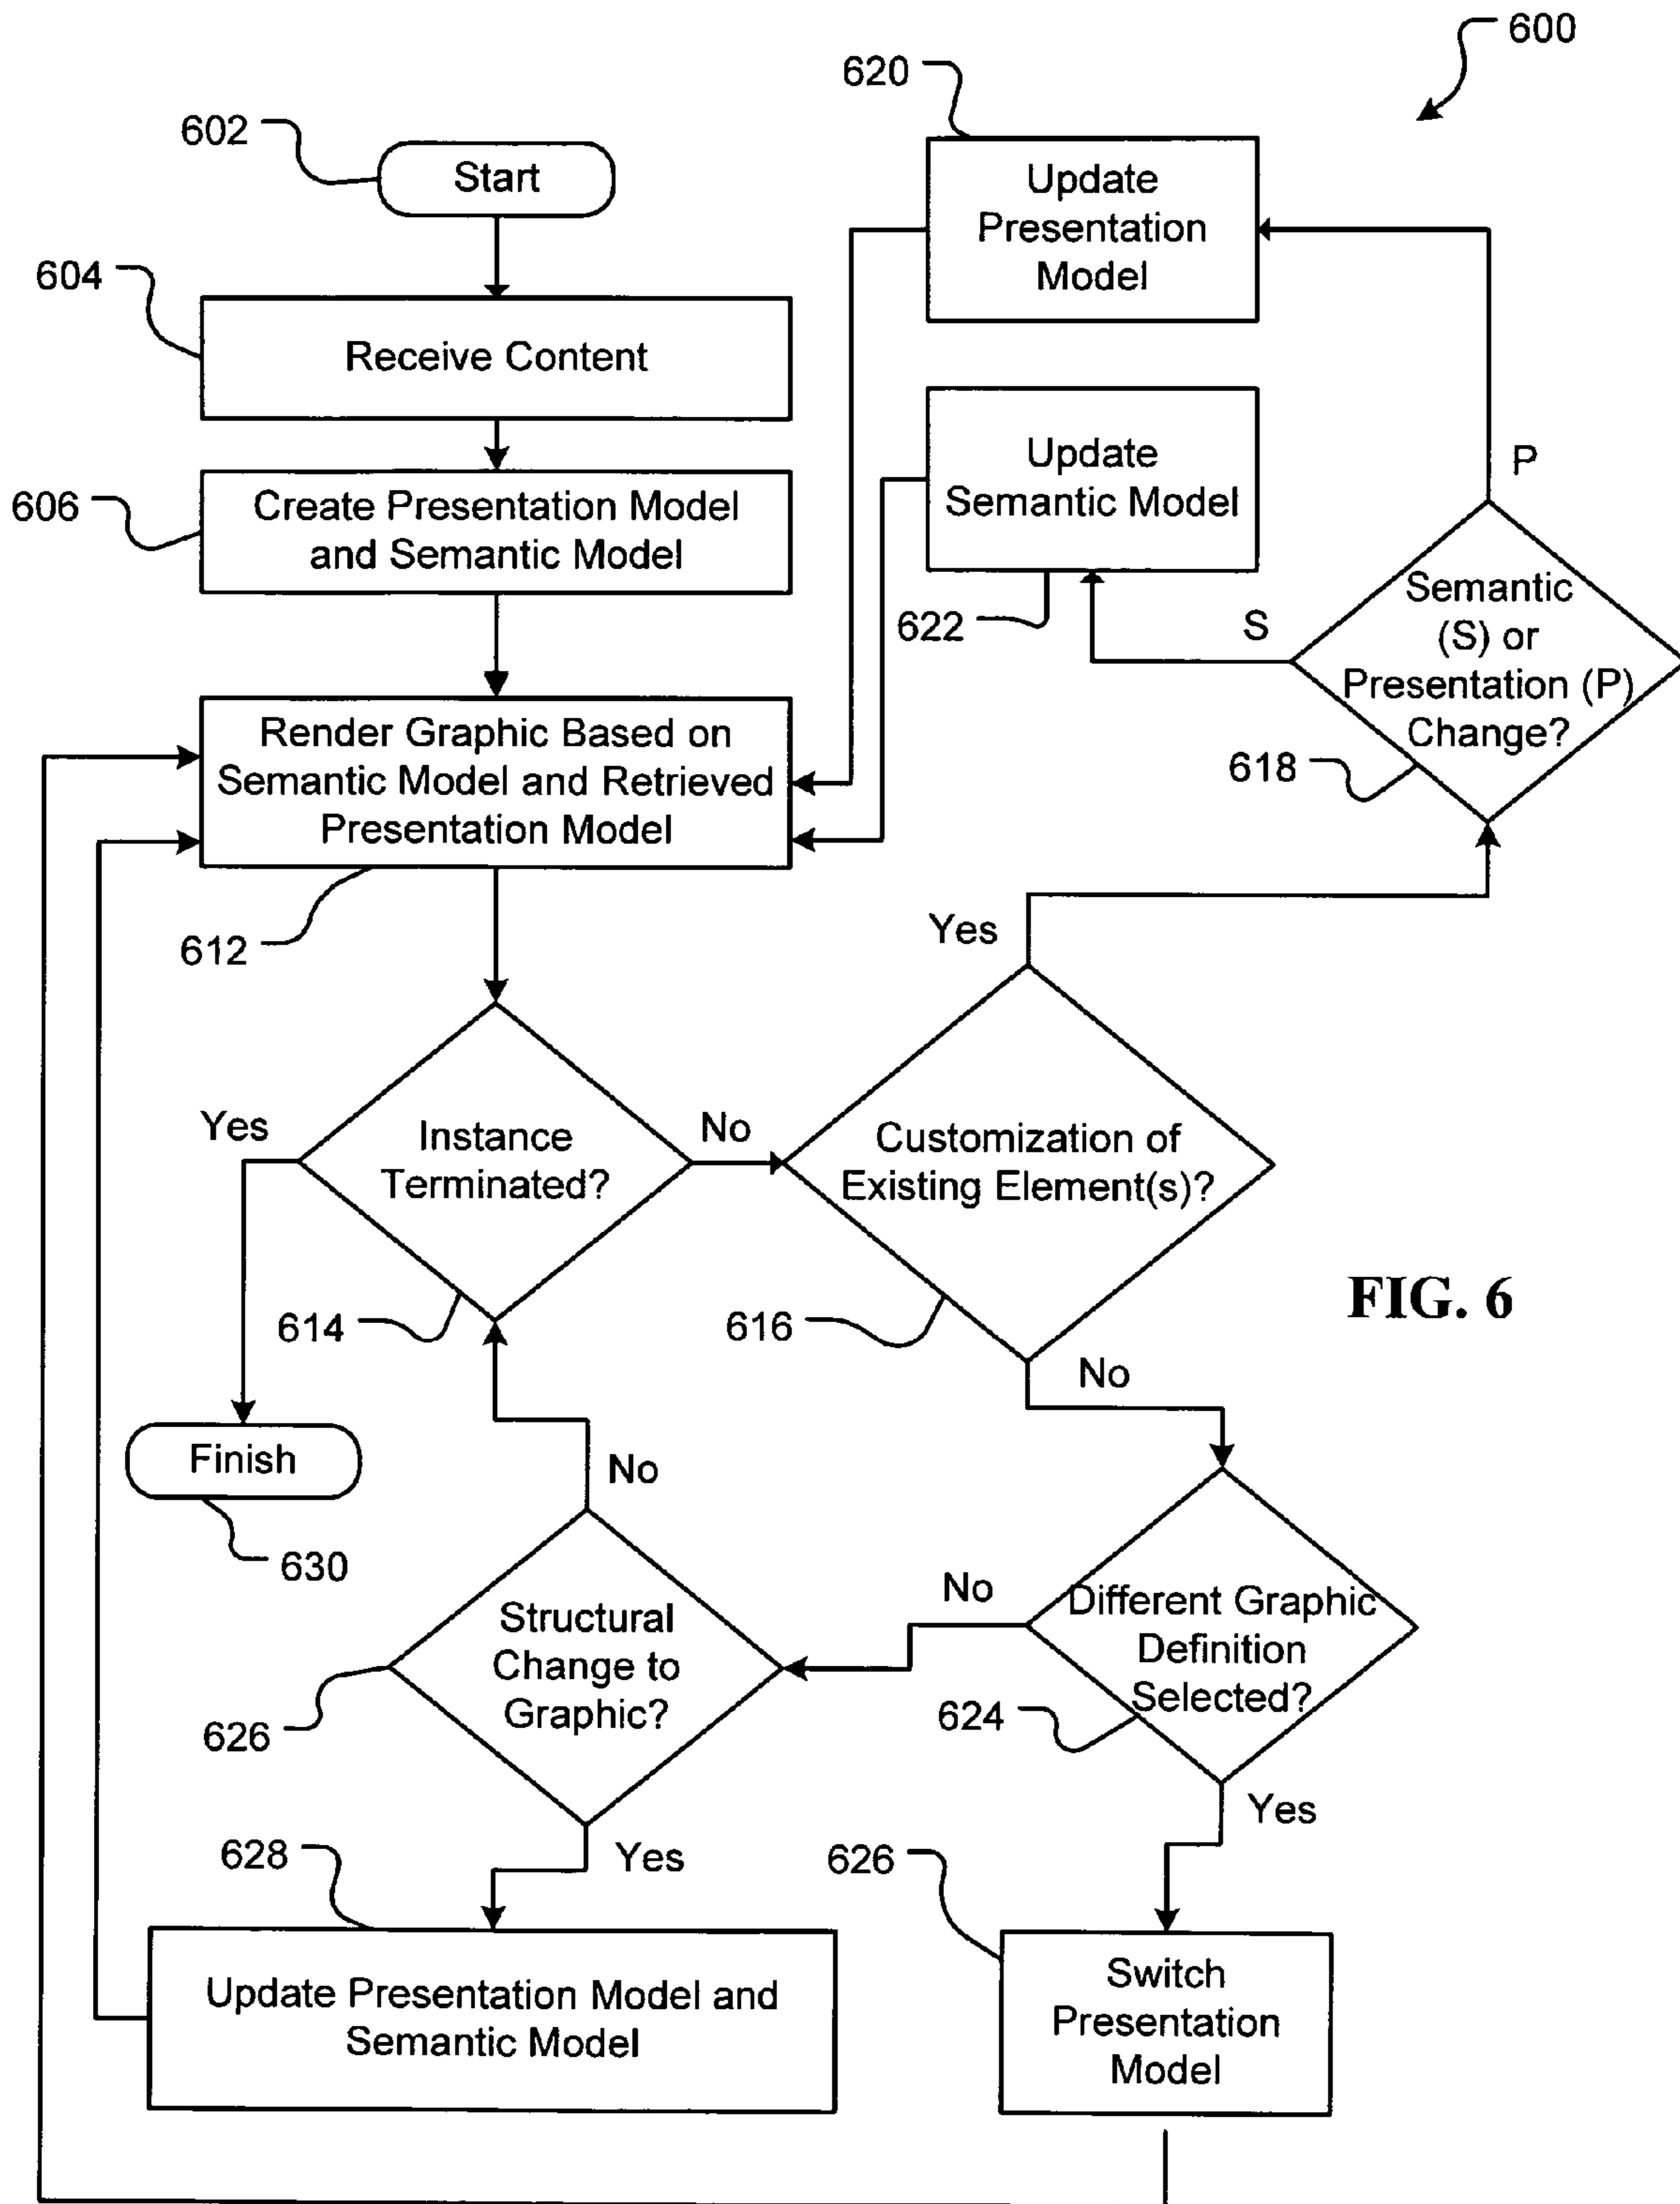 600
620
602
Start
Update
Presentation
Model
604
Receive Content
606
Create Presentation Model
and Semantic Model
Update
Semantic Model
622
P
S
Semantic
(S) or
Presentation (P)
Change?
618
Render Graphic Based on
Semantic Model and Retrieved
Presentation Model
612
Yes
Yes
Instance
Terminated?
No
Customization of
Existing Element(s)?
614
616
FIG. 6
No
Finish
630
No
Structural
Change to
Graphic?
626
No
Different Graphic
Definition
Selected?
624
Yes
Yes
628
626
Update Presentation Model and
Semantic Model
Switch
Presentation
Model